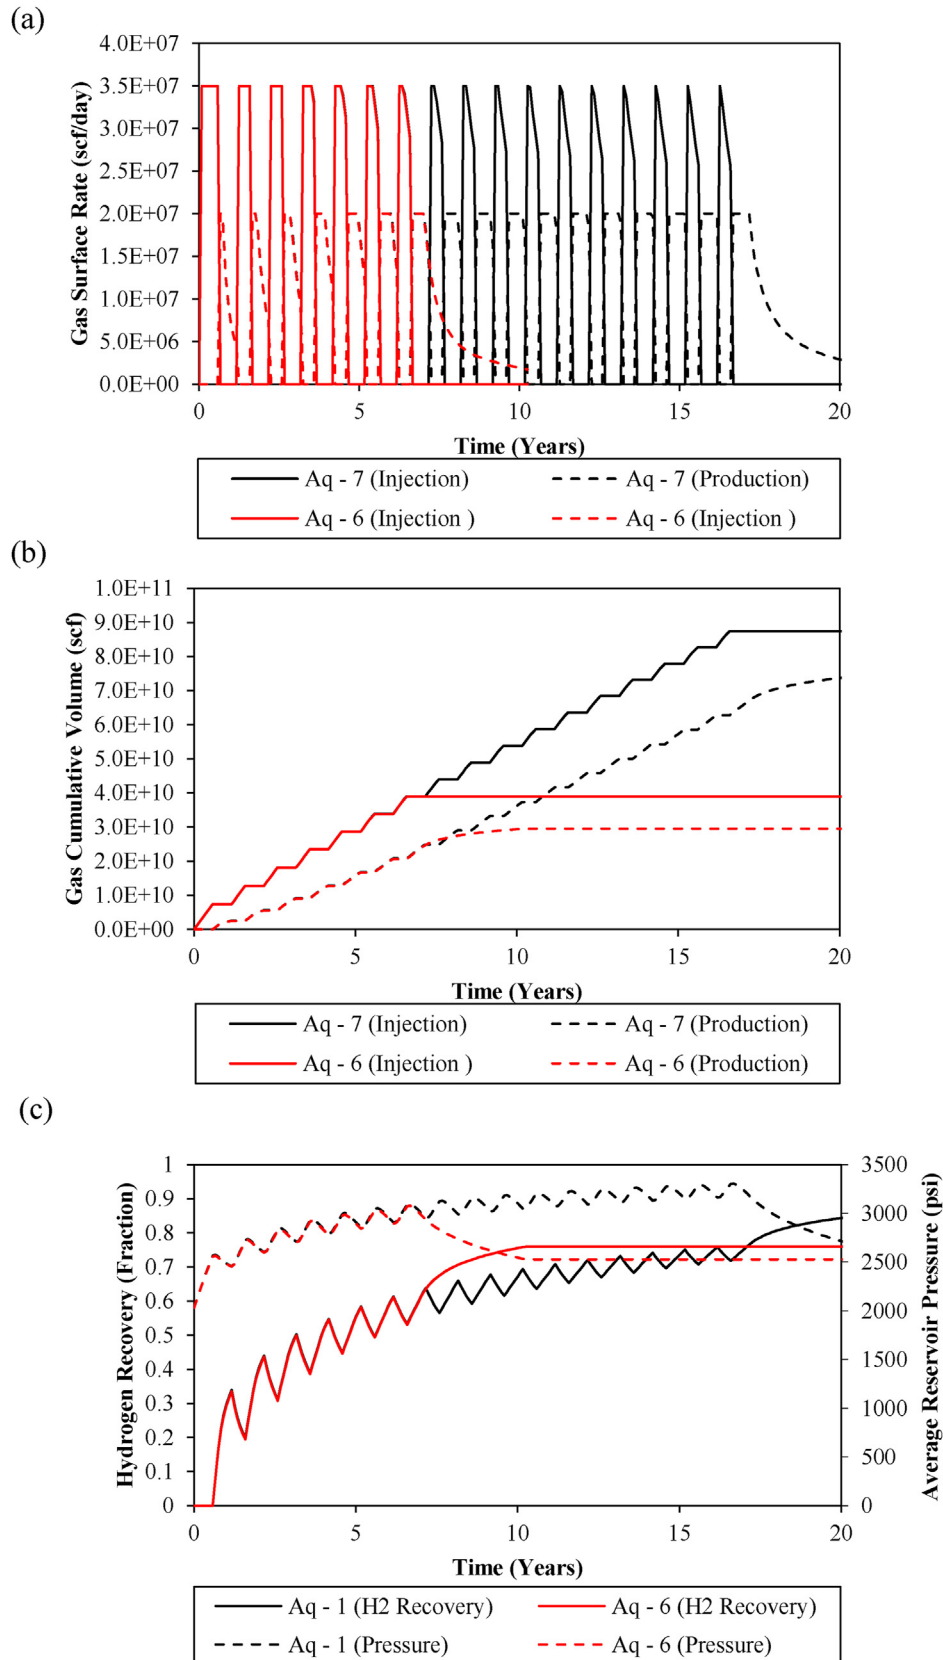 (a)
Gas Surface Rate (scf/day)
4.0E+07
3.5E+07
3.0E+07
2.5E+07
2.0E+07
1.5E+07
1.0E+07
5.0E+06
0.0E+00
0 5 10 15 20
Time (Years)
Aq - 7 (Injection) Aq - 7 (Production)
Aq - 6 (Injection ) Aq - 6 (Injection )
(b)
Gas Cumulative Volume (scf)
1.0E+11
9.0E+10
8.0E+10
7.0E+10
6.0E+10
5.0E+10
4.0E+10
3.0E+10
2.0E+10
1.0E+10
0.0E+00
0 5 10 15 20
Time (Years)
Aq - 7 (Injection) Aq - 7 (Production)
Aq - 6 (Injection ) Aq - 6 (Production)
(c)
Hydrogen Recovery (Fraction)
1
0.9
0.8
0.7
0.6
0.5
0.4
0.3
0.2
0.1
0
3500
3000
2500
2000
1500
1000
500
0
Average Reservoir Pressure (psi)
0 5 10 15 20
Time (Years)
Aq - 1 (H2 Recovery) Aq - 6 (H2 Recovery)
Aq - 1 (Pressure) Aq - 6 (Pressure)